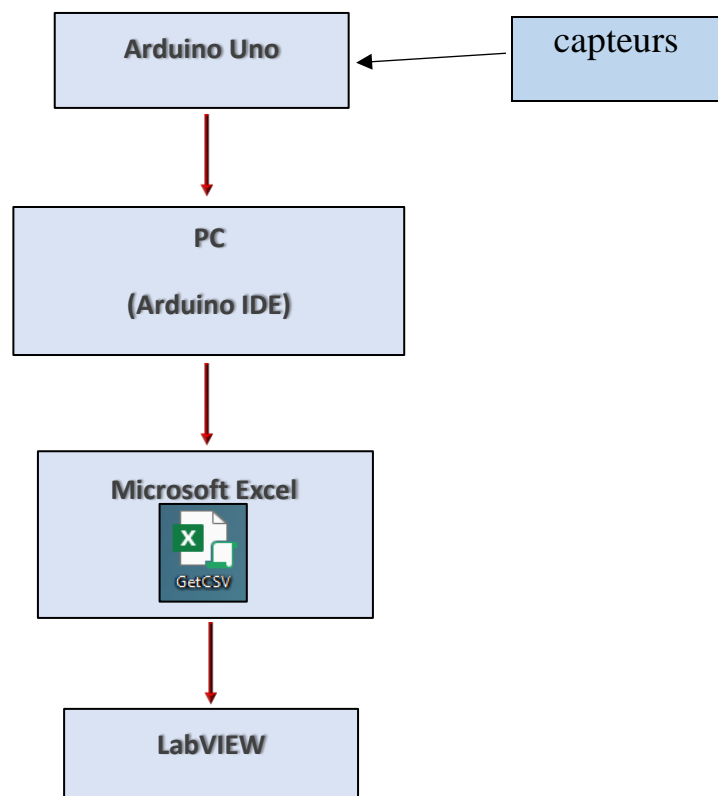 Arduino Uno
capteurs
PC
(Arduino IDE)
Microsoft Excel
X
GetCSV
LabVIEW